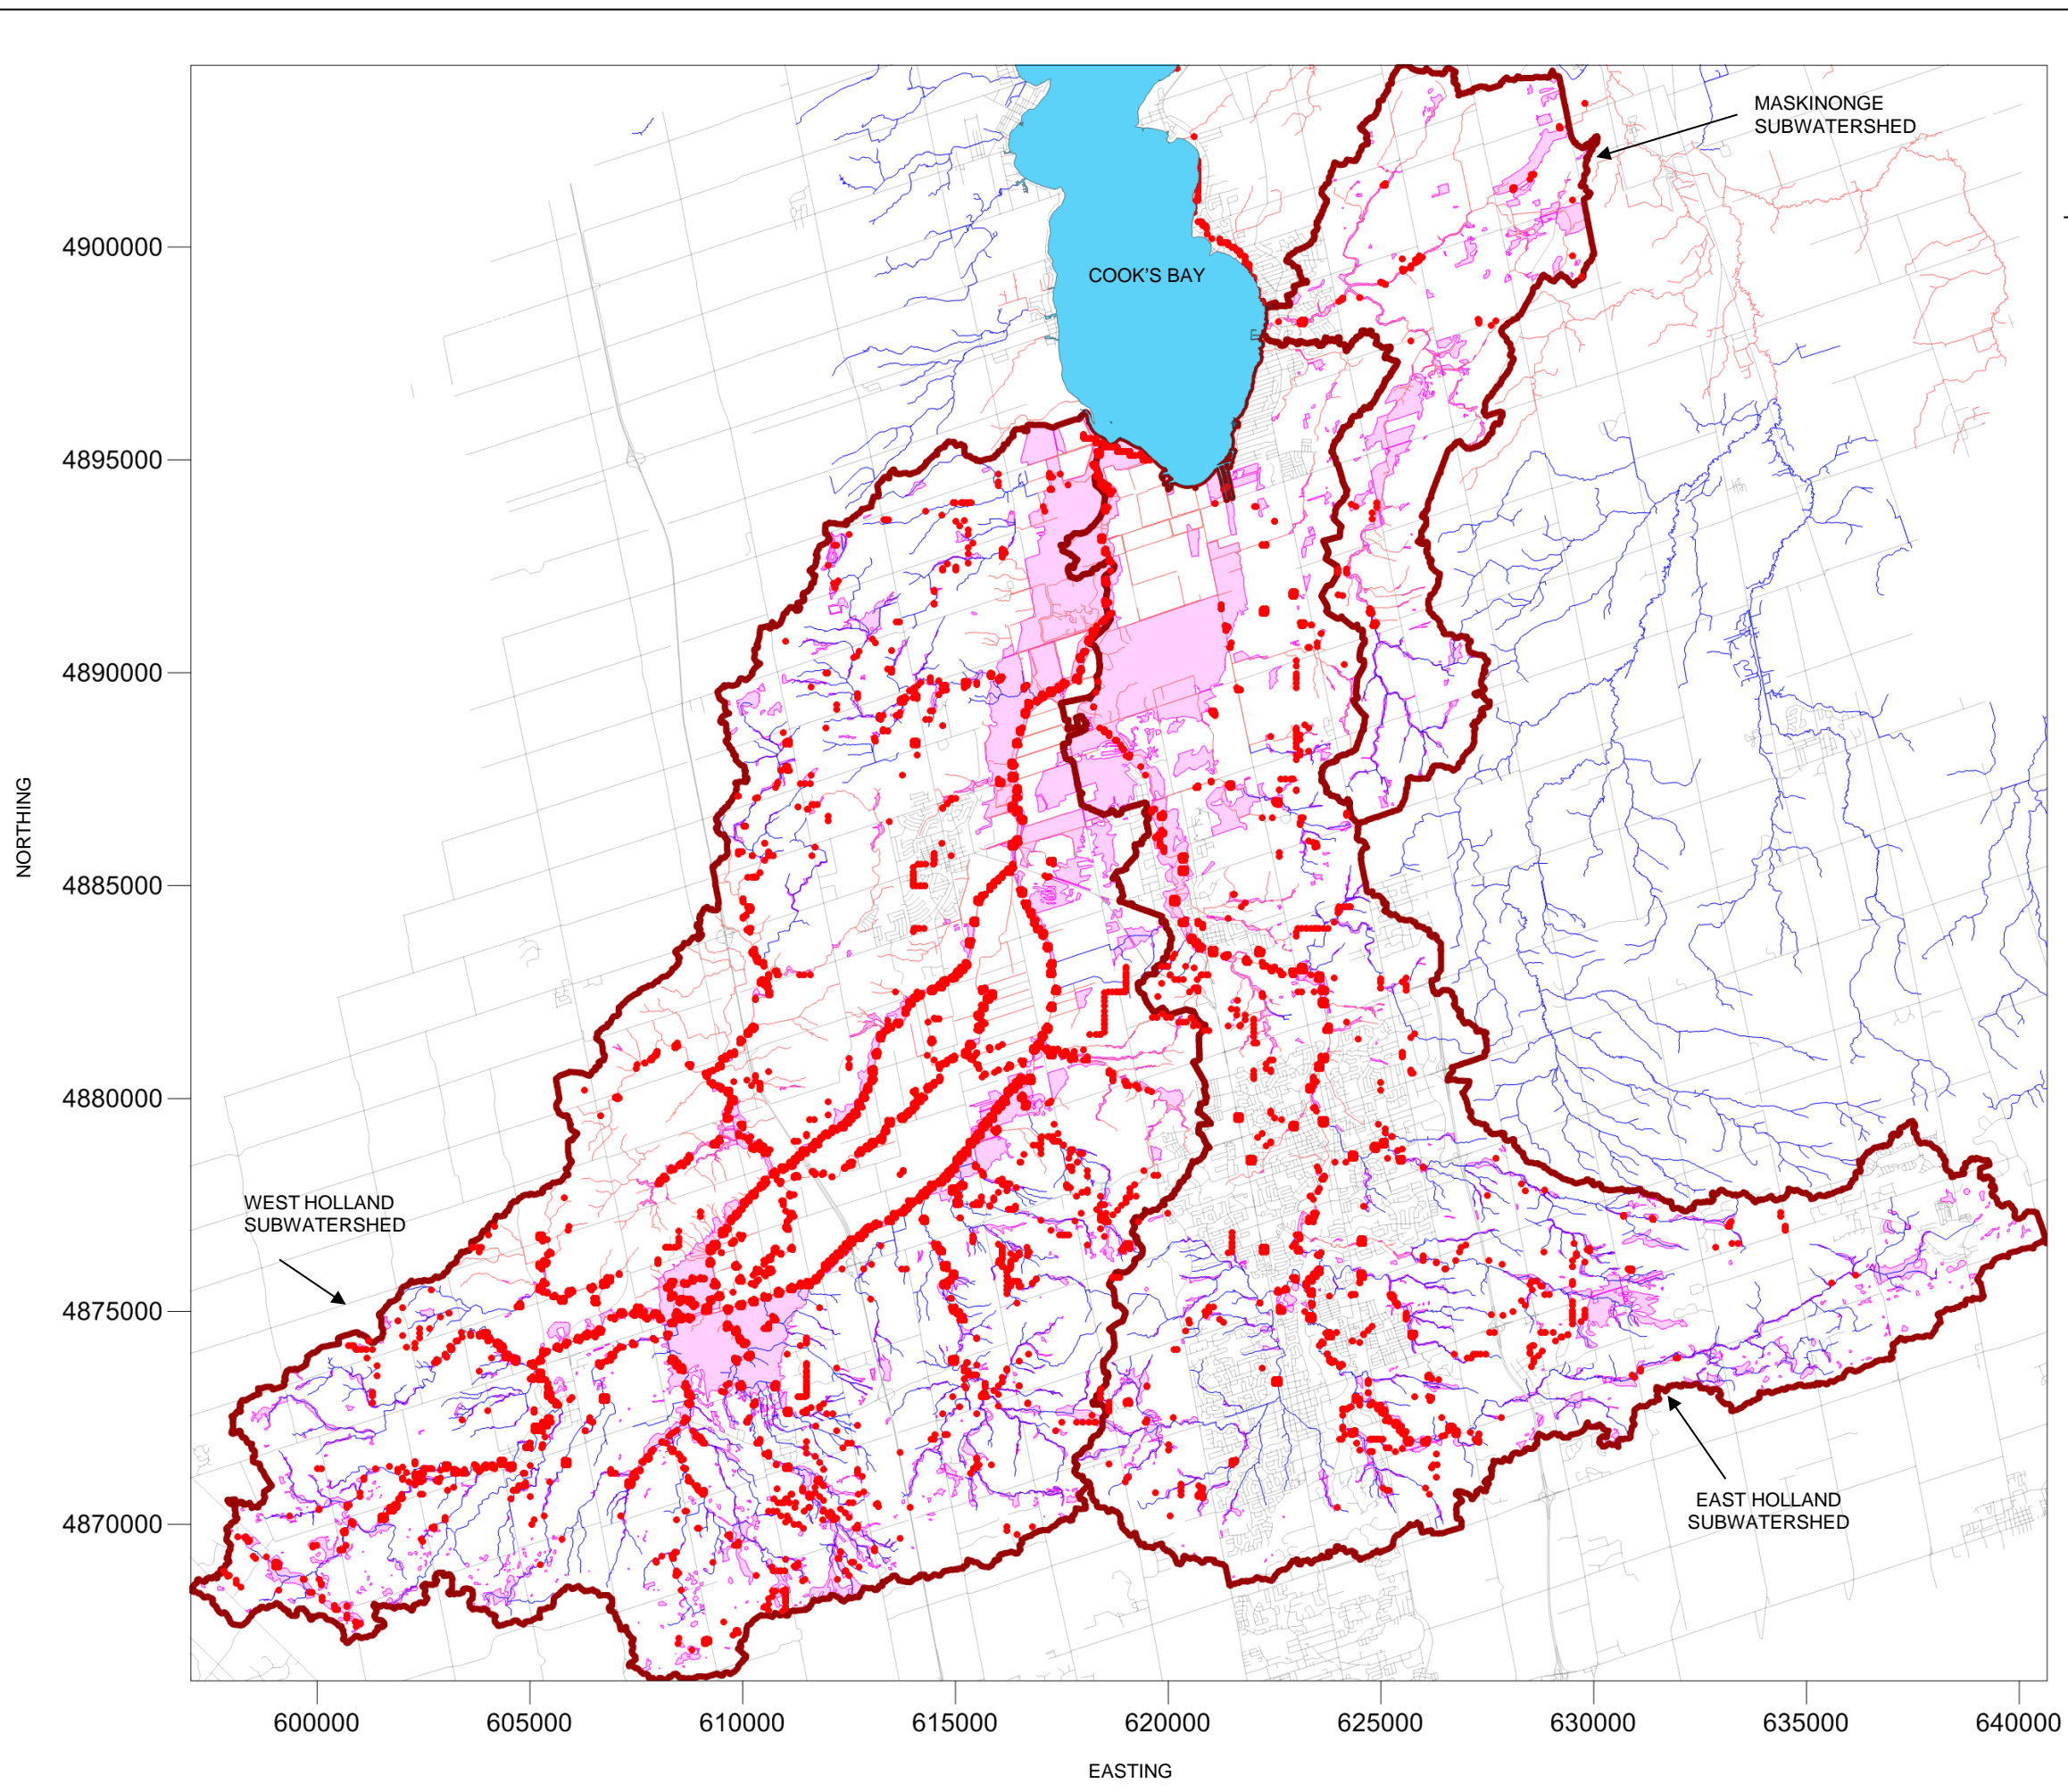 MASKINONGE
SUBWATERSHED
COOK'S BAY
4900000
4895000
4890000
NORTHING
4885000
4880000
WEST HOLLAND
SUBWATERSHED
4875000
4870000
EAST HOLLAND
SUBWATERSHED
600000
605000
610000
615000
620000
625000
630000
635000
640000
EASTING